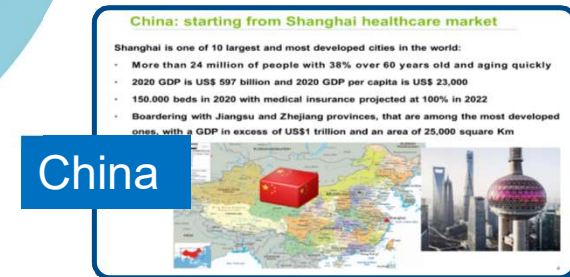 China: starting from Shanghai healthcare market
Shanghai is one of 10 largest and most developed cities in the world:
- More than 24 million of people with 38% over 60 years old and aging quickly
- 2020 GDP is US$ 597 billion and 2020 GDP per capita is US$ 23,000
- 150.000 beds in 2020 with medical insurance projected at 100% in 2022
- Boardering with Jiangsu and Zhejiang provinces, that are among the most developed
ones, with a GDP in excess of US$1 trillion and an area of 25,000 square Km
China